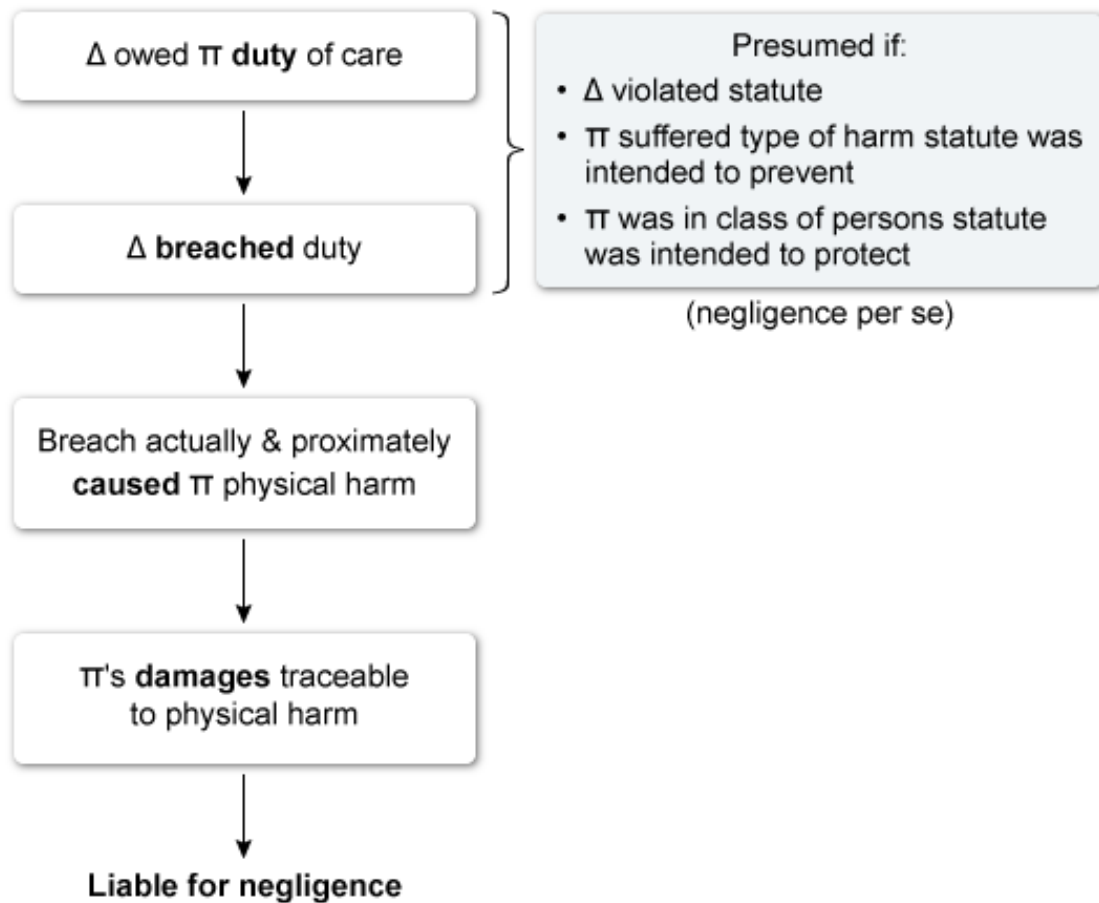 Δ owed π duty of care
Δ breached duty
Breach actually & proximately
caused π physical harm
π's damages traceable
to physical harm
Liable for negligence
Presumed if:
• Δ violated statute
• π suffered type of harm statute was
intended to prevent
• π was in class of persons statute
was intended to protect
(negligence per se)